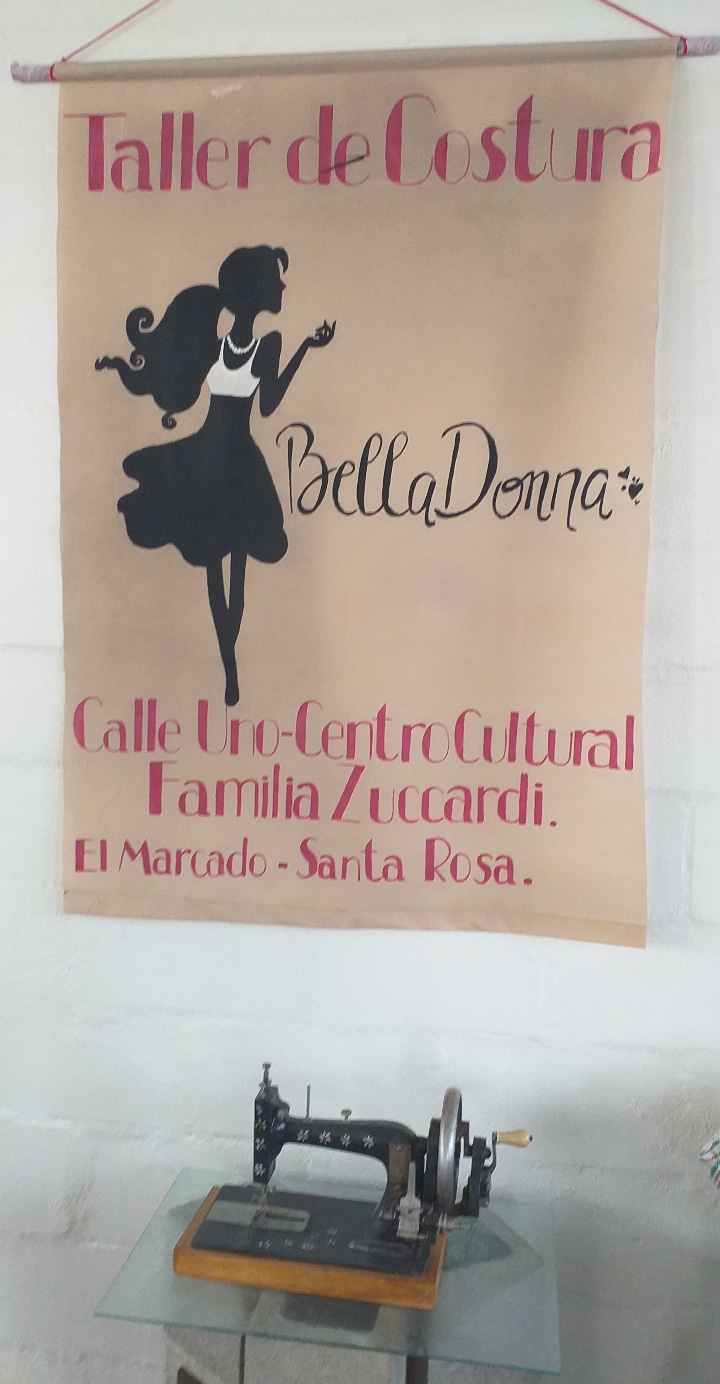 Taller de Costura
BellaDonna
Calle Uno-Centro Cultural
Familia Zuccardi.
El Marcado - Santa Rosa.